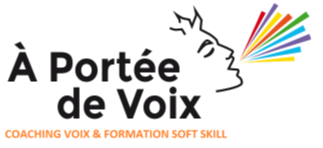 À Portée
de Voix
COACHING VOIX & FORMATION SOFT SKILL